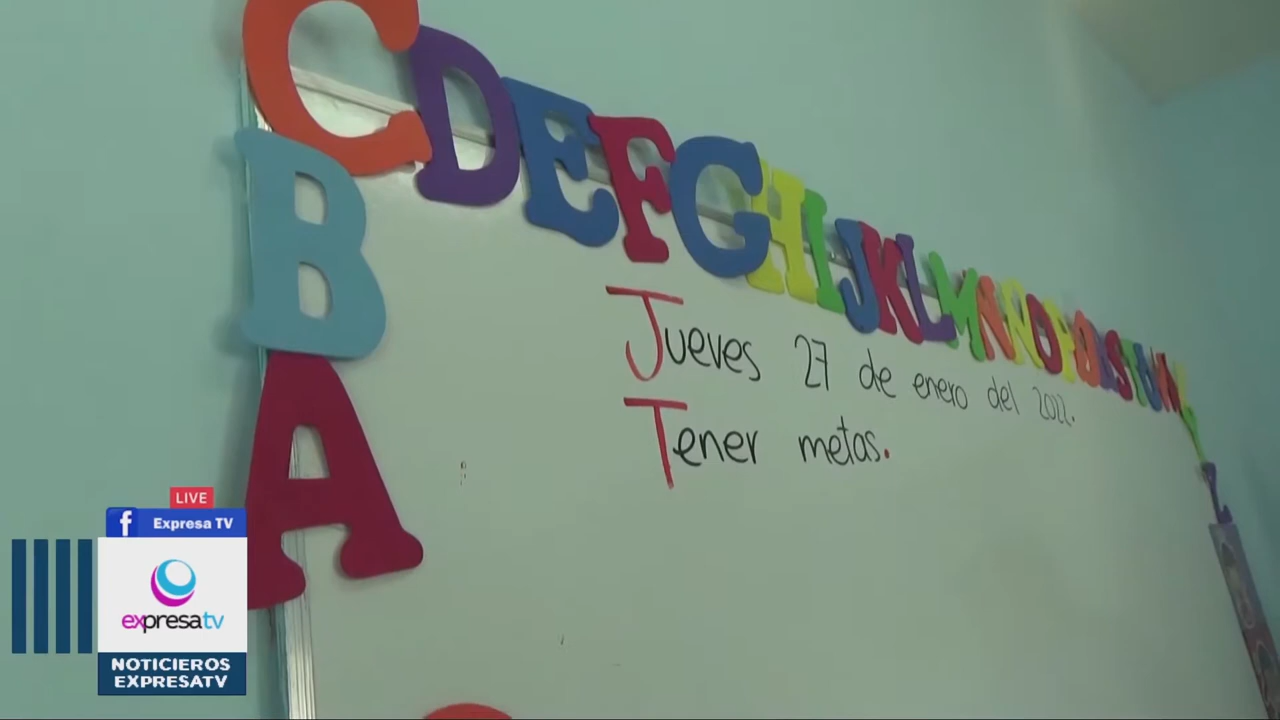 C D E F G H I J K L M N Ñ O P Q R S T U V
B
A
Jueves 27 de enero del 2022.
Tener metas.
LIVE
Expresa TV
expresatv
NOTICIEROS
EXPRESATV